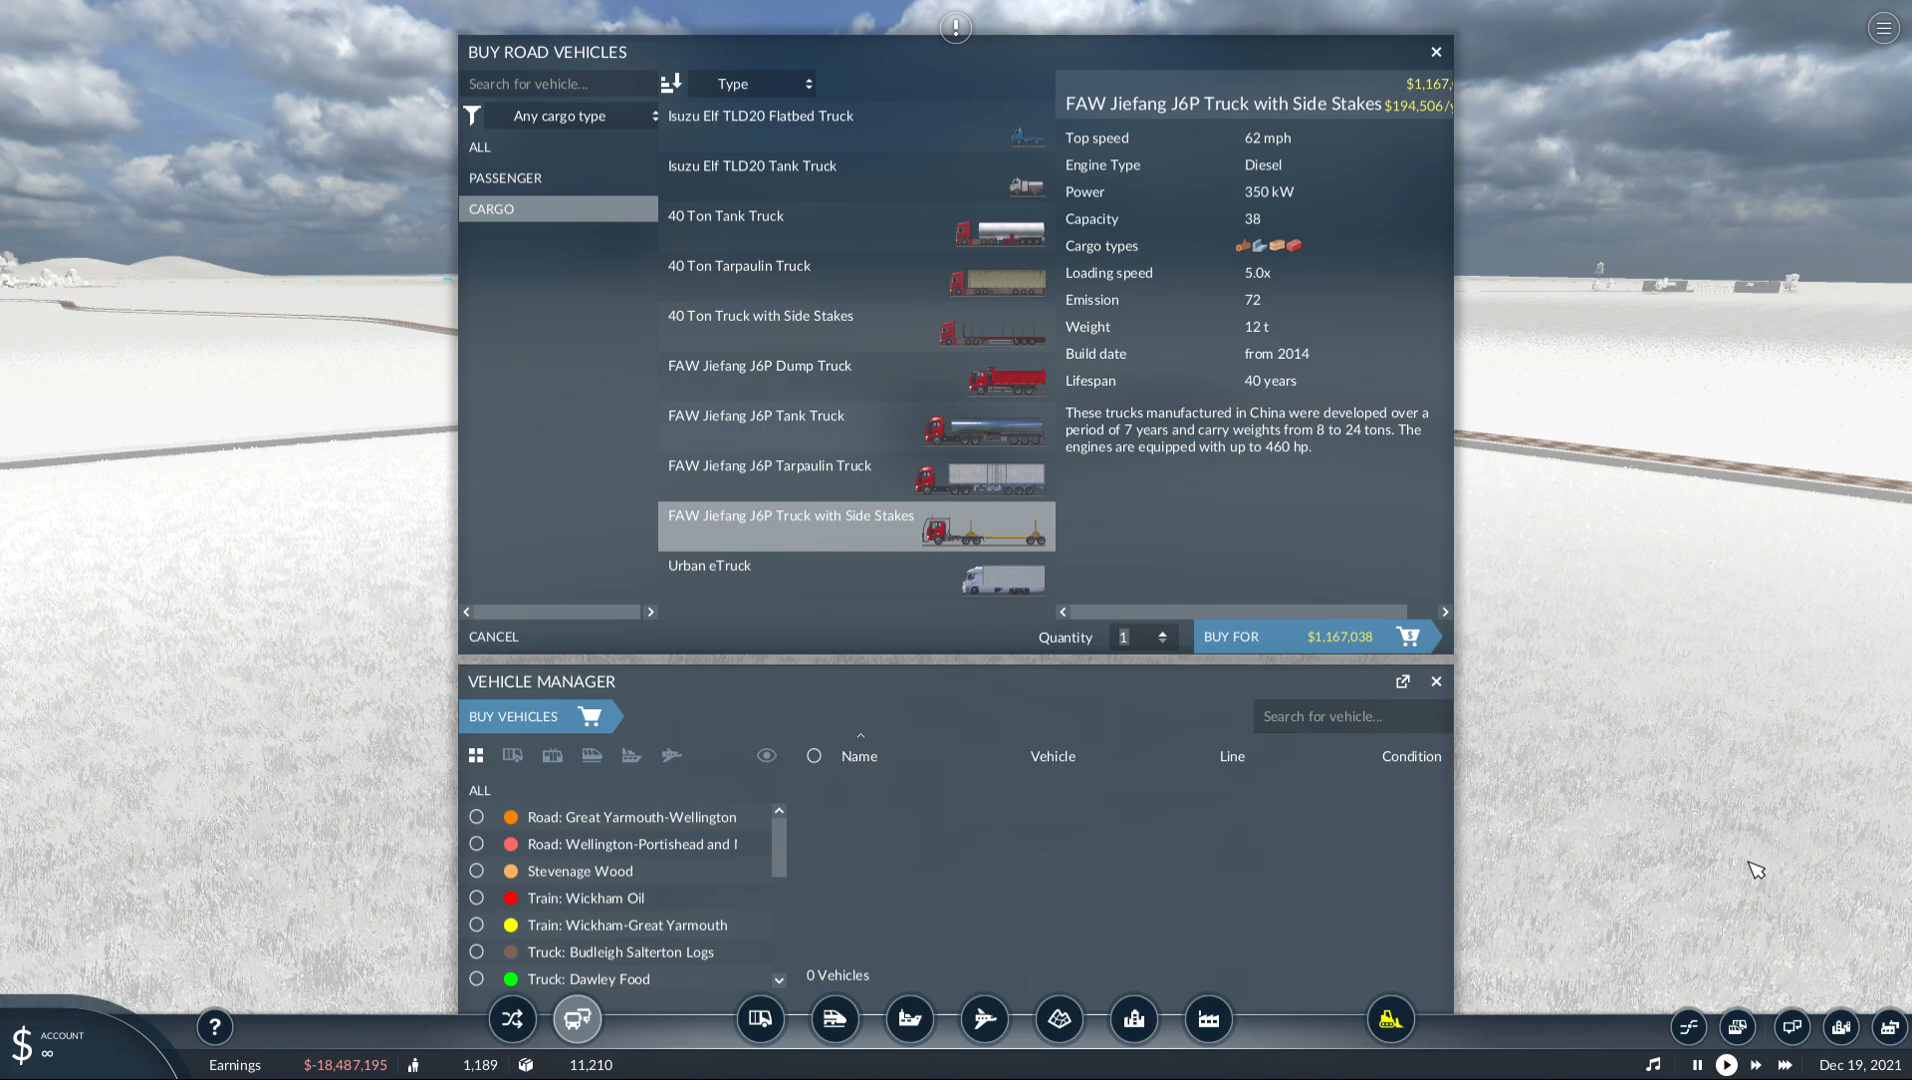 !
BUY ROAD VEHICLES
Search for vehicle...
Type
Any cargo type
ALL
PASSENGER
CARGO
Isuzu Elf TLD20 Flatbed Truck
Isuzu Elf TLD20 Tank Truck
40 Ton Tank Truck
40 Ton Tarpaulin Truck
40 Ton Truck with Side Stakes
FAW Jiefang J6P Dump Truck
FAW Jiefang J6P Tank Truck
FAW Jiefang J6P Tarpaulin Truck
FAW Jiefang J6P Truck with Side Stakes
Urban eTruck
$1,167,
FAW Jiefang J6P Truck with Side Stakes $194,506/y
Top speed 62 mph
Engine Type Diesel
Power 350 kW
Capacity 38
Cargo types
Loading speed 5.0x
Emission 72
Weight 12 t
Build date from 2014
Lifespan 40 years
These trucks manufactured in China were developed over a
period of 7 years and carry weights from 8 to 24 tons. The
engines are equipped with up to 460 hp.
CANCEL
Quantity 1
BUY FOR $1,167,038
VEHICLE MANAGER
BUY VEHICLES
Search for vehicle...
Name Vehicle Line Condition
ALL
Road: Great Yarmouth-Wellington
Road: Wellington-Portishead and
Stevenage Wood
Train: Wickham Oil
Train: Wickham-Great Yarmouth
Truck: Budleigh Salterton Logs
Truck: Dawley Food
0 Vehicles
$ ACCOUNT
∞
?
Earnings $-18,487,195 1,189 11,210
Dec 19, 2021